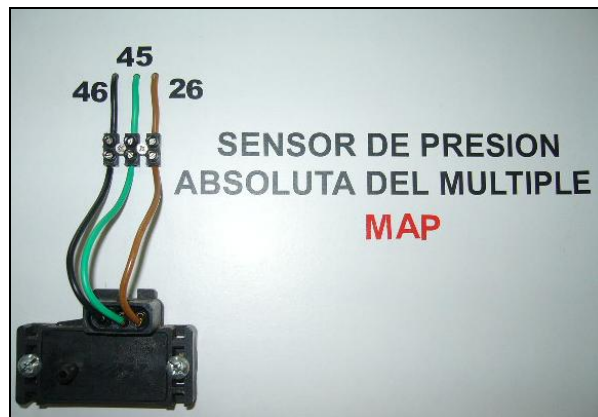 45
46
26
SENSOR DE PRESION
ABSOLUTA DEL MULTIPLE
MAP